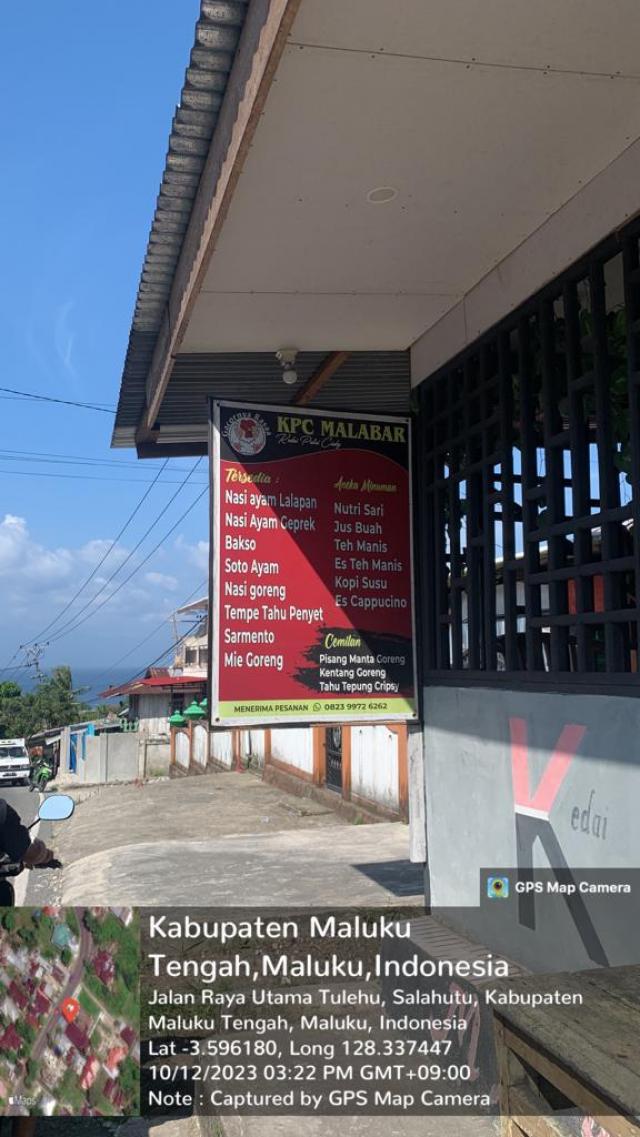 Citarnya Rasa
KPC MALABAR
Tersedia :
Nasi ayam Lalapan
Nasi Ayam Geprek
Bakso
Soto Ayam
Nasi goreng
Tempe Tahu Penyet
Sarmento
Mie Goreng
Aneka Minuman
Nutri Sari
Jus Buah
Teh Manis
Es Teh Manis
Kopi Susu
Es Cappucino
Cemilan
Pisang Manta Goreng
Kentang Goreng
Tahu Tepung Cripsy
MENERIMA PESANAN 0823 9972 6262
Kedai
GPS Map Camera
Kabupaten Maluku
Tengah,Maluku,Indonesia
Jalan Raya Utama Tulehu, Salahutu, Kabupaten
Maluku Tengah, Maluku, Indonesia
Lat -3.596180, Long 128.337447
10/12/2023 03:22 PM GMT+09:00
Note : Captured by GPS Map Camera
Maps